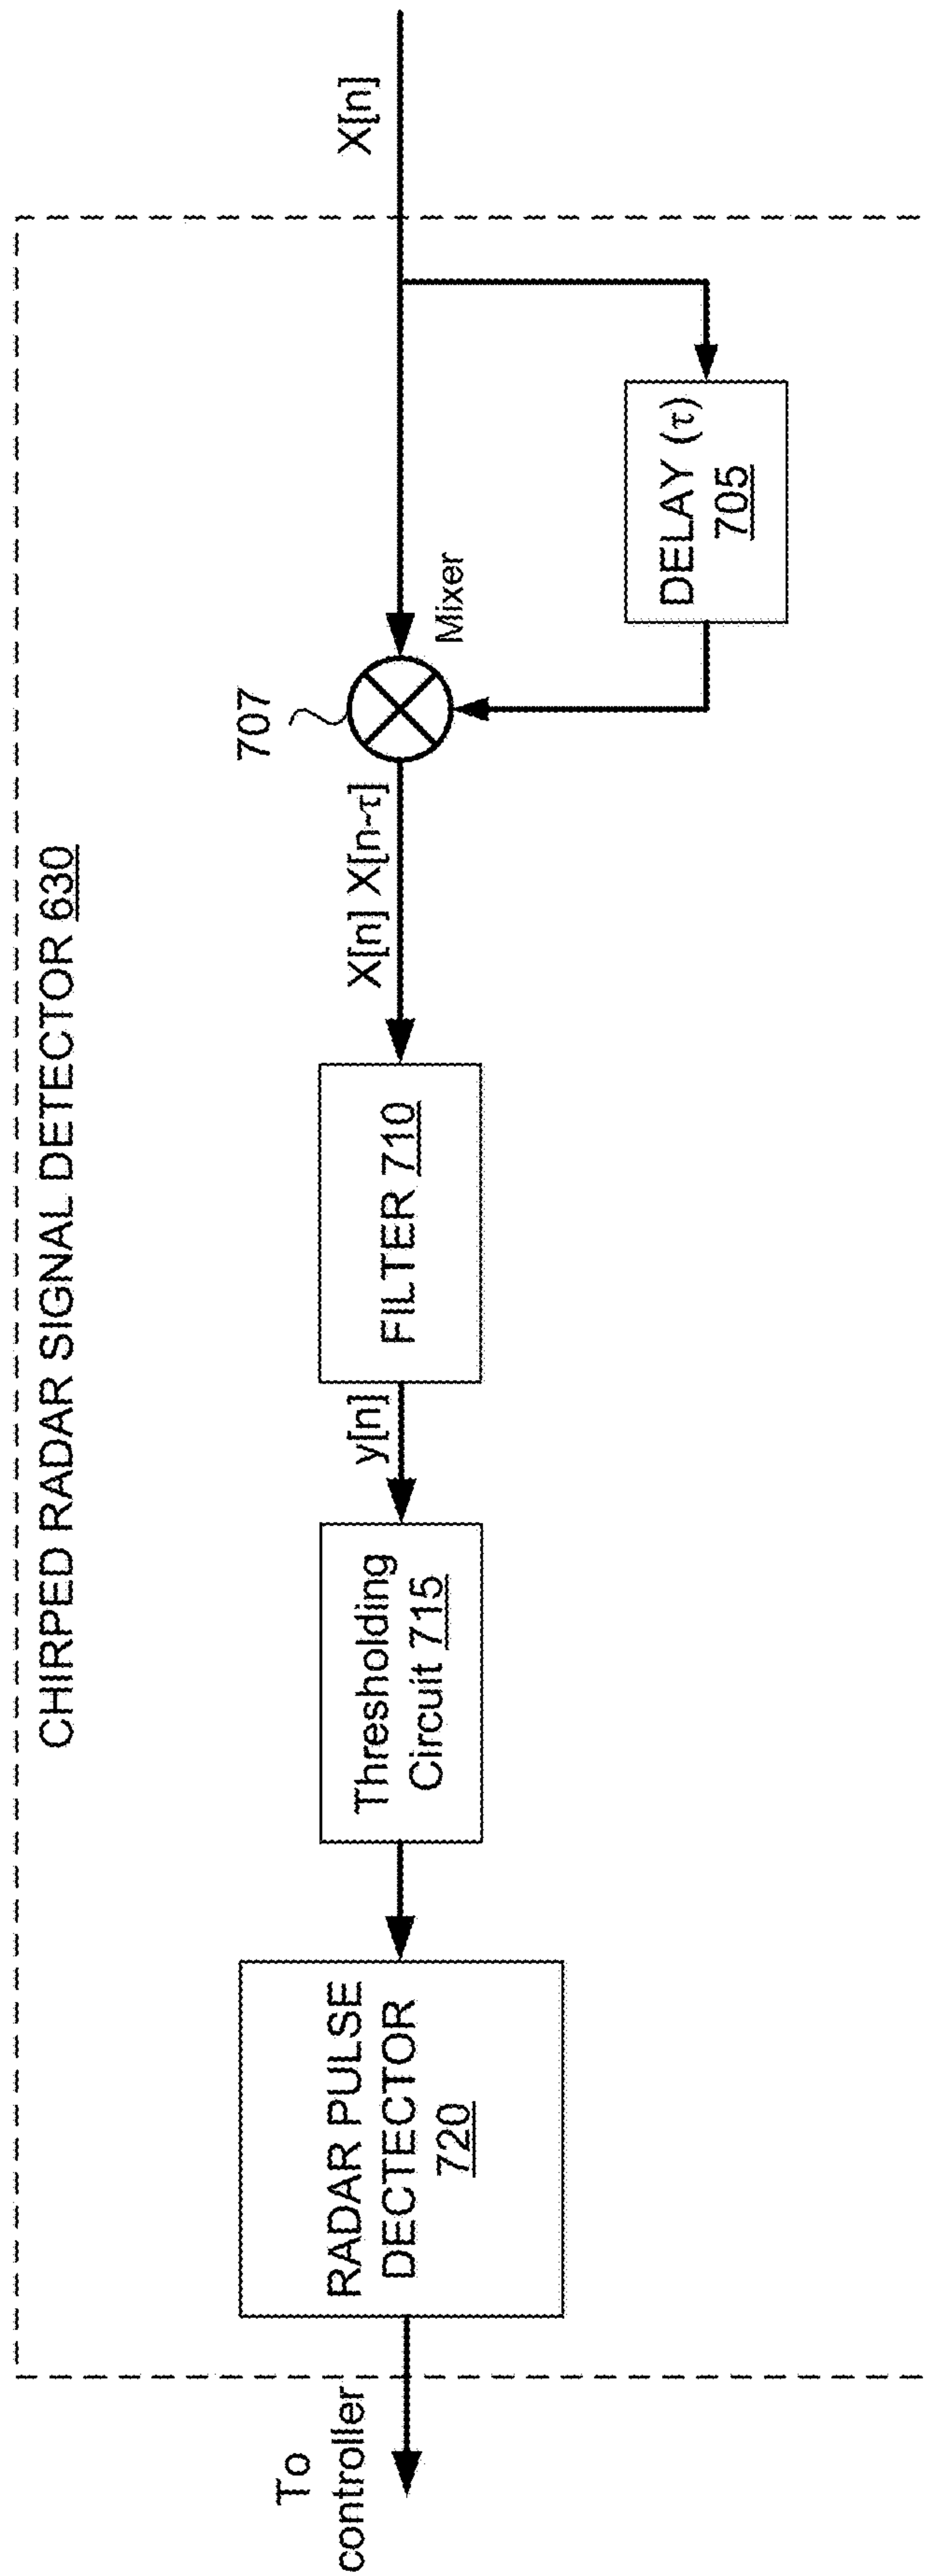 CHIRPED RADAR SIGNAL DETECTOR 630
To
controller
RADAR PULSE
DECTECTOR
720
Thresholding
Circuit 715
y[n]
FILTER 710
X[n] X[n-τ]
707
Mixer
DELAY (τ)
705
X[n]